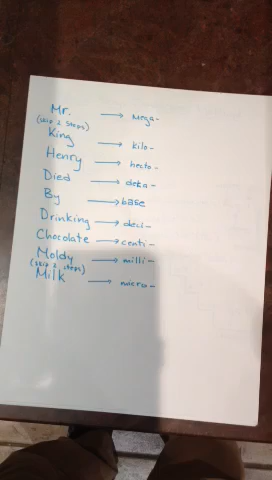 Mr. → Mega-
(skip 2 steps)
King → kilo-
Henry → hecto-
Died → deka-
By → base
Drinking → deci-
Chocolate → centi-
Moldy → milli-
(skip 2 steps)
Milk → micro-